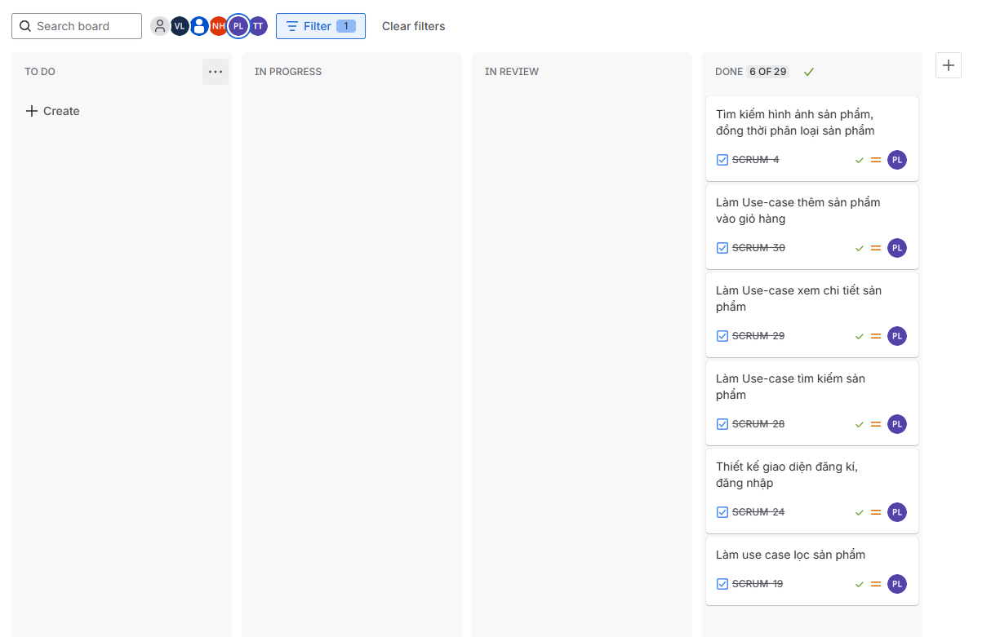 Search board
VL
NH
PL
TT
Filter 1
Clear filters
TO DO
Create
IN PROGRESS
IN REVIEW
DONE 6 OF 29
Tìm kiếm hình ảnh sản phẩm,
đồng thời phân loại sản phẩm
SCRUM-4
PL
Làm Use-case thêm sản phẩm
vào giỏ hàng
SCRUM-30
PL
Làm Use-case xem chi tiết sản
phẩm
SCRUM-29
PL
Làm Use-case tìm kiếm sản
phẩm
SCRUM-28
PL
Thiết kế giao diện đăng kí,
đăng nhập
SCRUM-24
PL
Làm use case lọc sản phẩm
SCRUM-19
PL